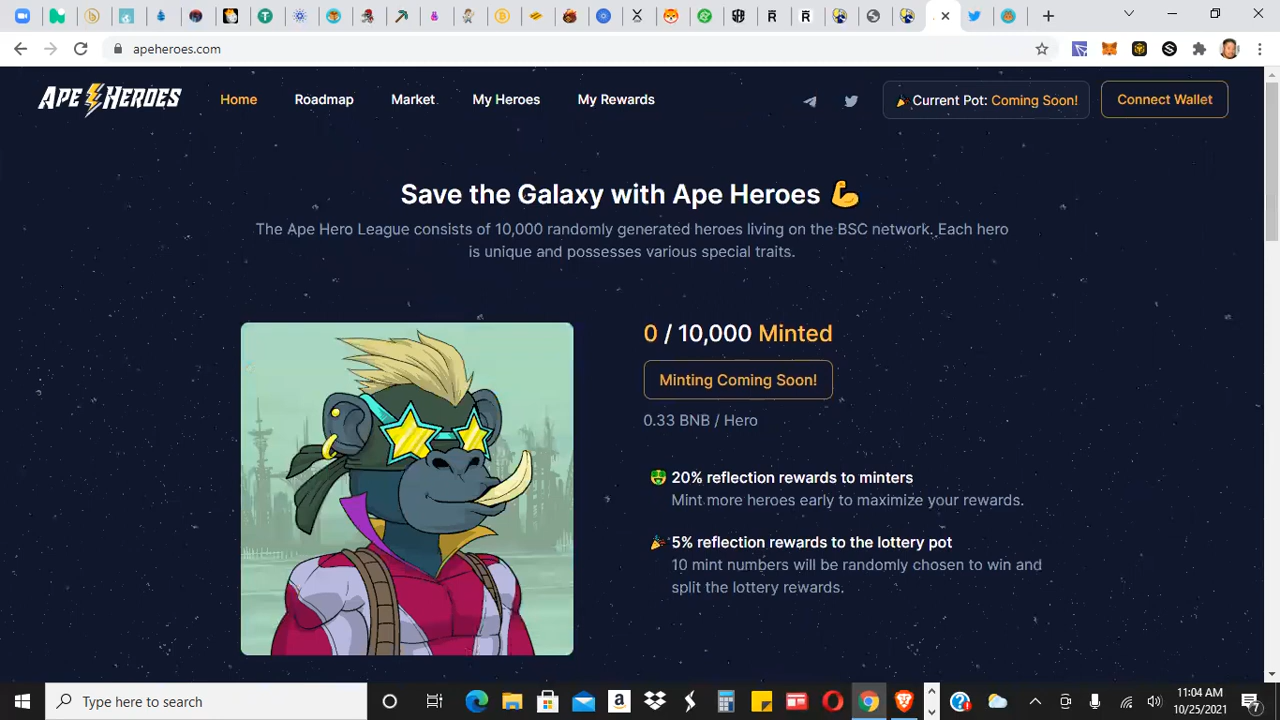 apeheroes.com
APE HEROES
Home
Roadmap
Market
My Heroes
My Rewards
🎉 Current Pot: Coming Soon!
Connect Wallet
Save the Galaxy with Ape Heroes 💪
The Ape Hero League consists of 10,000 randomly generated heroes living on the BSC network. Each hero
is unique and possesses various special traits.
0 / 10,000 Minted
Minting Coming Soon!
0.33 BNB / Hero
🤑 20% reflection rewards to minters
Mint more heroes early to maximize your rewards.
🎉 5% reflection rewards to the lottery pot
10 mint numbers will be randomly chosen to win and
split the lottery rewards.
Type here to search
11:04 AM
10/25/2021
7